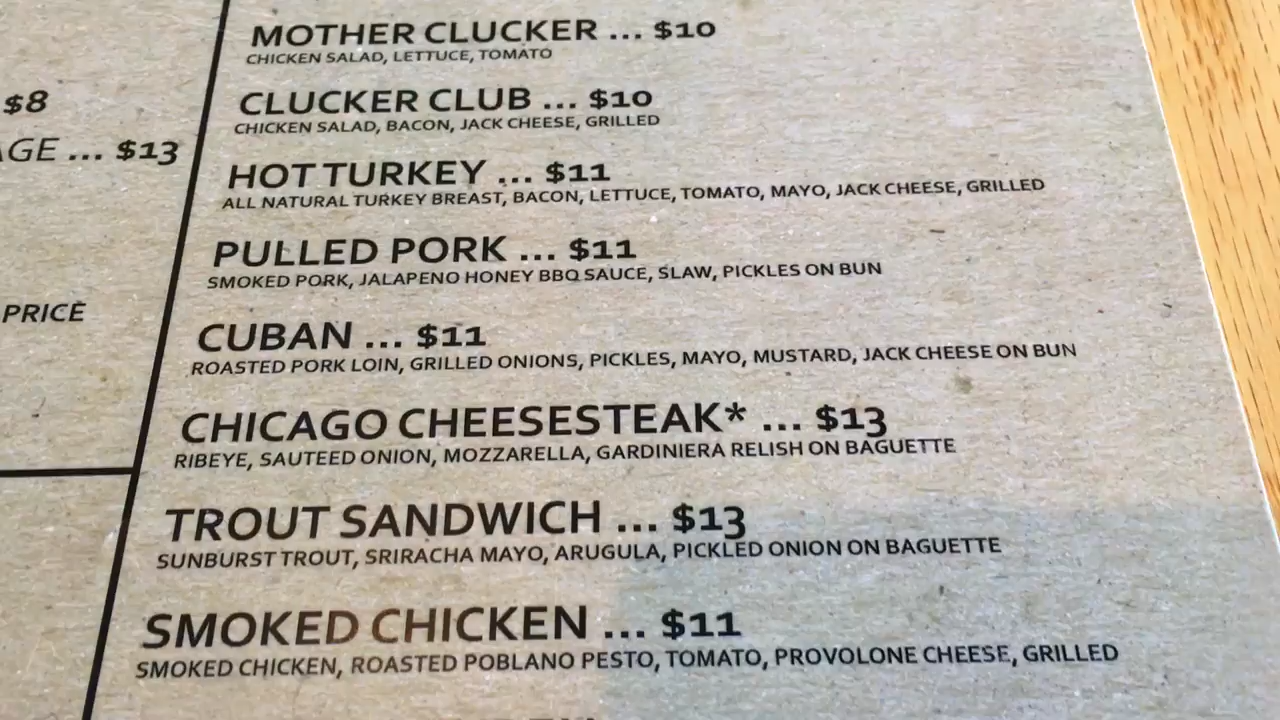 MOTHER CLUCKER ... $10
CHICKEN SALAD, LETTUCE, TOMATO
CLUCKER CLUB ... $10
CHICKEN SALAD, BACON, JACK CHEESE, GRILLED
HOT TURKEY ... $11
ALL NATURAL TURKEY BREAST, BACON, LETTUCE, TOMATO, MAYO, JACK CHEESE, GRILLED
PULLED PORK ... $11
SMOKED PORK, JALAPENO HONEY BBQ SAUCE, SLAW, PICKLES ON BUN
CUBAN ... $11
ROASTED PORK LOIN, GRILLED ONIONS, PICKLES, MAYO, MUSTARD, JACK CHEESE ON BUN
CHICAGO CHEESESTEAK* ... $13
RIBEYE, SAUTEED ONION, MOZZARELLA, GARDINIERA RELISH ON BAGUETTE
TROUT SANDWICH ... $13
SUNBURST TROUT, SRIRACHA MAYO, ARUGULA, PICKLED ONION ON BAGUETTE
SMOKED CHICKEN ... $11
SMOKED CHICKEN, ROASTED POBLANO PESTO, TOMATO, PROVOLONE CHEESE, GRILLED
$8
... $13
PRICE